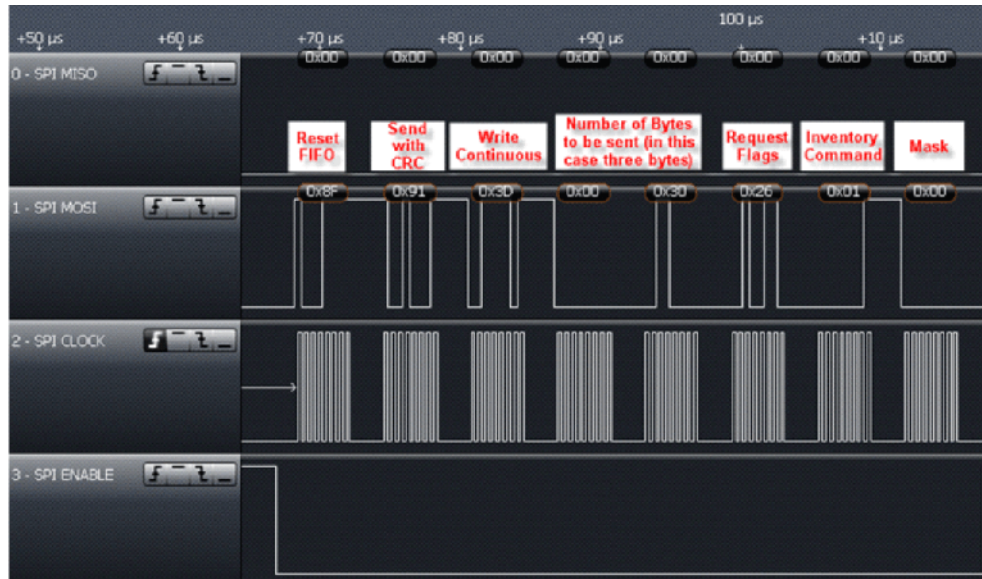 100 µs
+50 µs +60 µs +70 µs +80 µs +90 µs +10 µs
0x00 0x00 0x00 0x00 0x00 0x00 0x00 0x00
0 - SPI MISO
Reset
FIFO
Send
with
CRC
Write
Continuous
Number of Bytes
to be sent (in this
case three bytes)
Request
Flags
Inventory
Command
Mask
0x8F 0x91 0x3D 0x00 0x30 0x26 0x01 0x00
1 - SPI MOSI
2 - SPI CLOCK
3 - SPI ENABLE